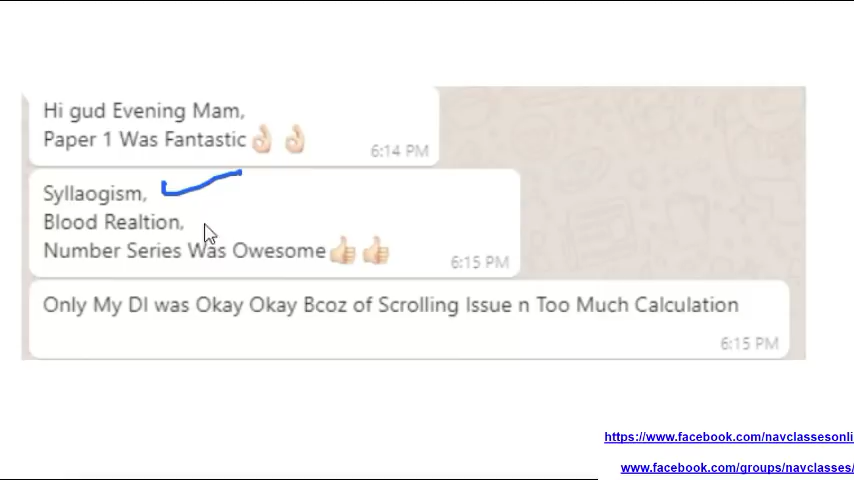 Hi gud Evening Mam,
Paper 1 Was Fantastic👌🏻 👌🏻
6:14 PM
Syllaogism,
Blood Realtion,
Number Series Was Owesome👍🏻 👍🏻
6:15 PM
Only My DI was Okay Okay Bcoz of Scrolling Issue n Too Much Calculation
6:15 PM
https://www.facebook.com/navclassesonli
www.facebook.com/groups/navclasses/